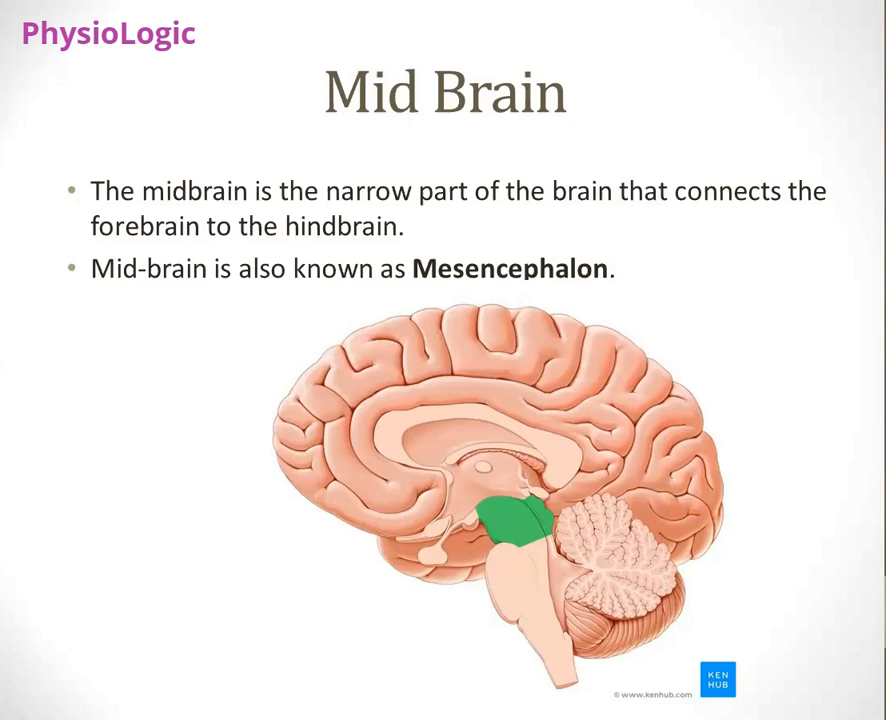 PhysioLogic
Mid Brain
• The midbrain is the narrow part of the brain that connects the
forebrain to the hindbrain.
• Mid-brain is also known as Mesencephalon.
KEN
HUB
© www.kenhub.com